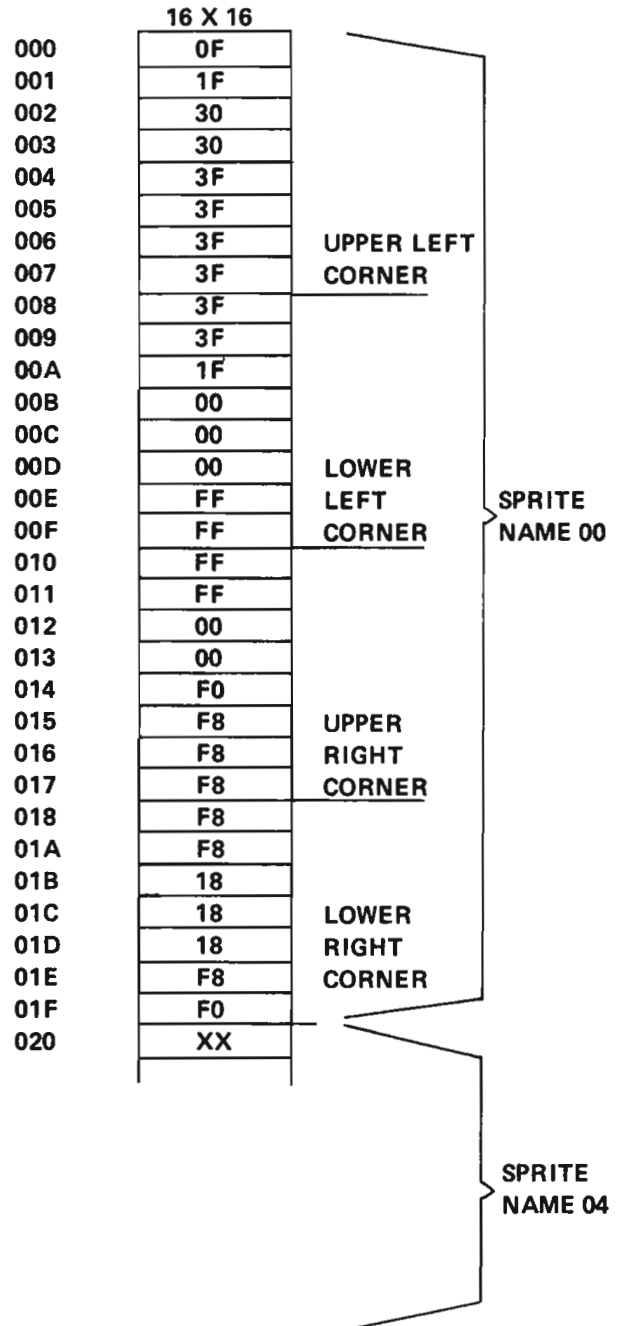 16 X 16
000 0F
001 1F
002 30
003 30
004 3F
005 3F
006 3F UPPER LEFT
007 3F CORNER
008 3F
009 3F
00A 1F
00B 00
00C 00
00D 00 LOWER
00E FF LEFT SPRITE
00F FF CORNER NAME 00
010 FF
011 FF
012 00
013 00
014 F0
015 F8 UPPER
016 F8 RIGHT
017 F8 CORNER
018 F8
01A F8
01B 18
01C 18 LOWER
01D 18 RIGHT
01E F8 CORNER
01F F0
020 XX
SPRITE
NAME 04